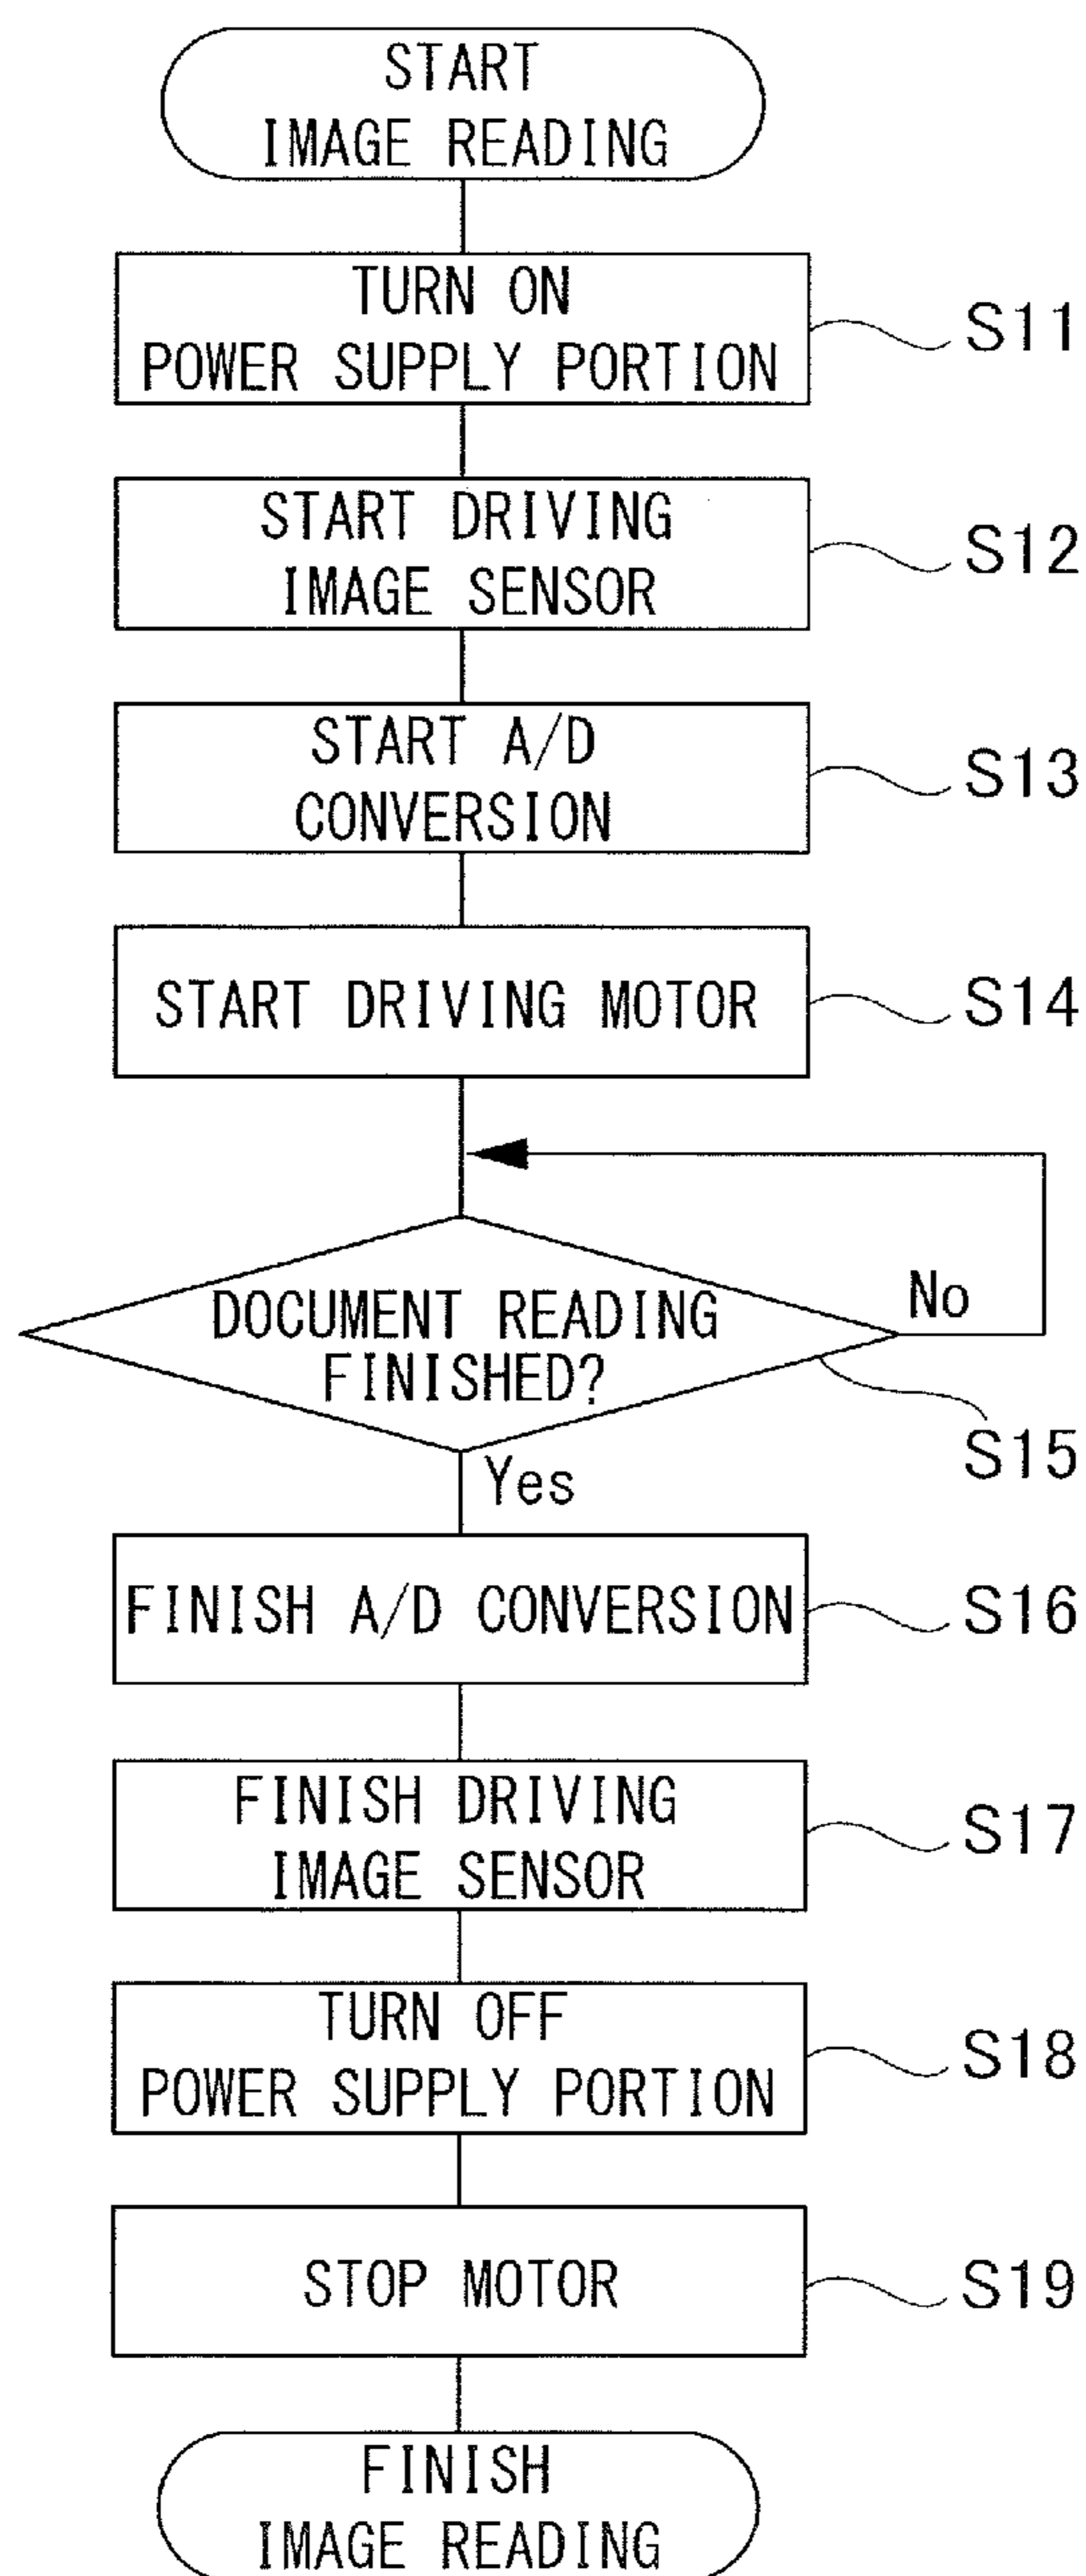 START
IMAGE READING
TURN ON
POWER SUPPLY PORTION
S11
START DRIVING
IMAGE SENSOR
S12
START A/D
CONVERSION
S13
START DRIVING MOTOR
S14
DOCUMENT READING
FINISHED?
No
S15
Yes
FINISH A/D CONVERSION
S16
FINISH DRIVING
IMAGE SENSOR
S17
TURN OFF
POWER SUPPLY PORTION
S18
STOP MOTOR
S19
FINISH
IMAGE READING